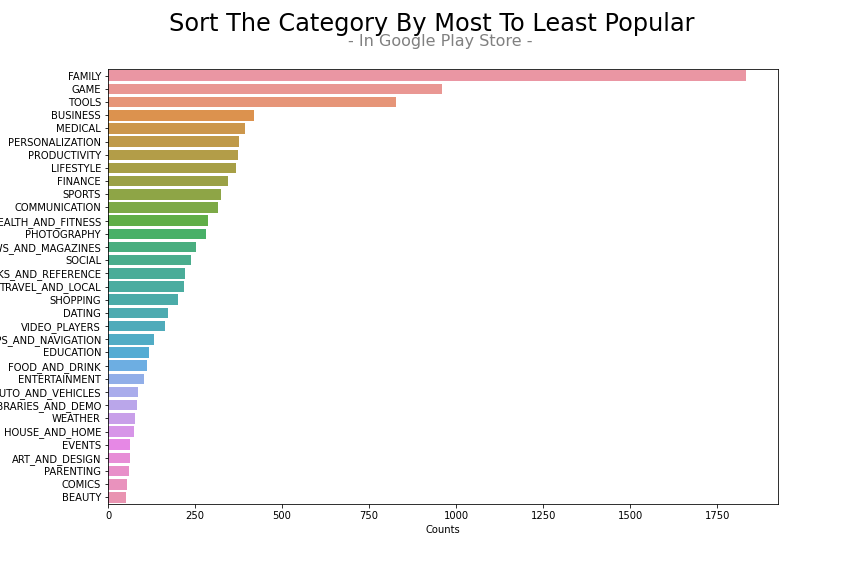 Sort The Category By Most To Least Popular
- In Google Play Store -
FAMILY
GAME
TOOLS
BUSINESS
MEDICAL
PERSONALIZATION
PRODUCTIVITY
LIFESTYLE
FINANCE
SPORTS
COMMUNICATION
EALTH_AND_FITNESS
PHOTOGRAPHY
WS_AND_MAGAZINES
SOCIAL
KS_AND_REFERENCE
TRAVEL_AND_LOCAL
SHOPPING
DATING
VIDEO_PLAYERS
PS_AND_NAVIGATION
EDUCATION
FOOD_AND_DRINK
ENTERTAINMENT
UTO_AND_VEHICLES
BRARIES_AND_DEMO
WEATHER
HOUSE_AND_HOME
EVENTS
ART_AND_DESIGN
PARENTING
COMICS
BEAUTY
0 250 500 750 1000 1250 1500 1750
Counts